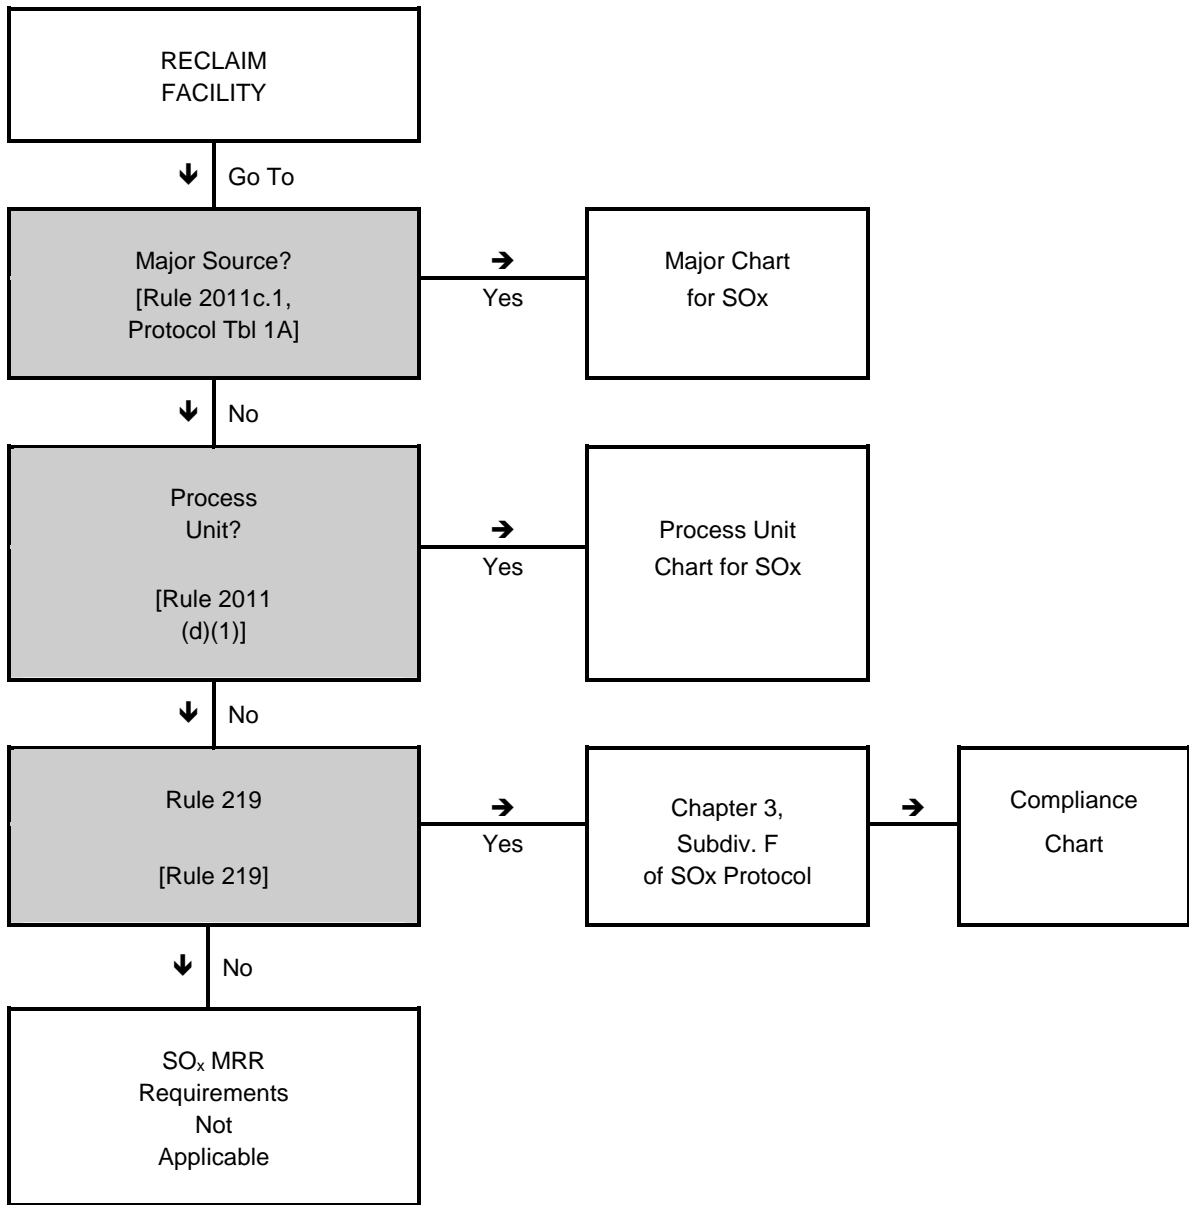 RECLAIM
FACILITY
Go To
Major Source?
[Rule 2011c.1,
Protocol Tbl 1A]
Yes
Major Chart
for SOx
No
Process
Unit?
[Rule 2011
(d)(1)]
Yes
Process Unit
Chart for SOx
No
Rule 219
[Rule 219]
Yes
Chapter 3,
Subdiv. F
of SOx Protocol
Compliance
Chart
No
SOx MRR
Requirements
Not
Applicable